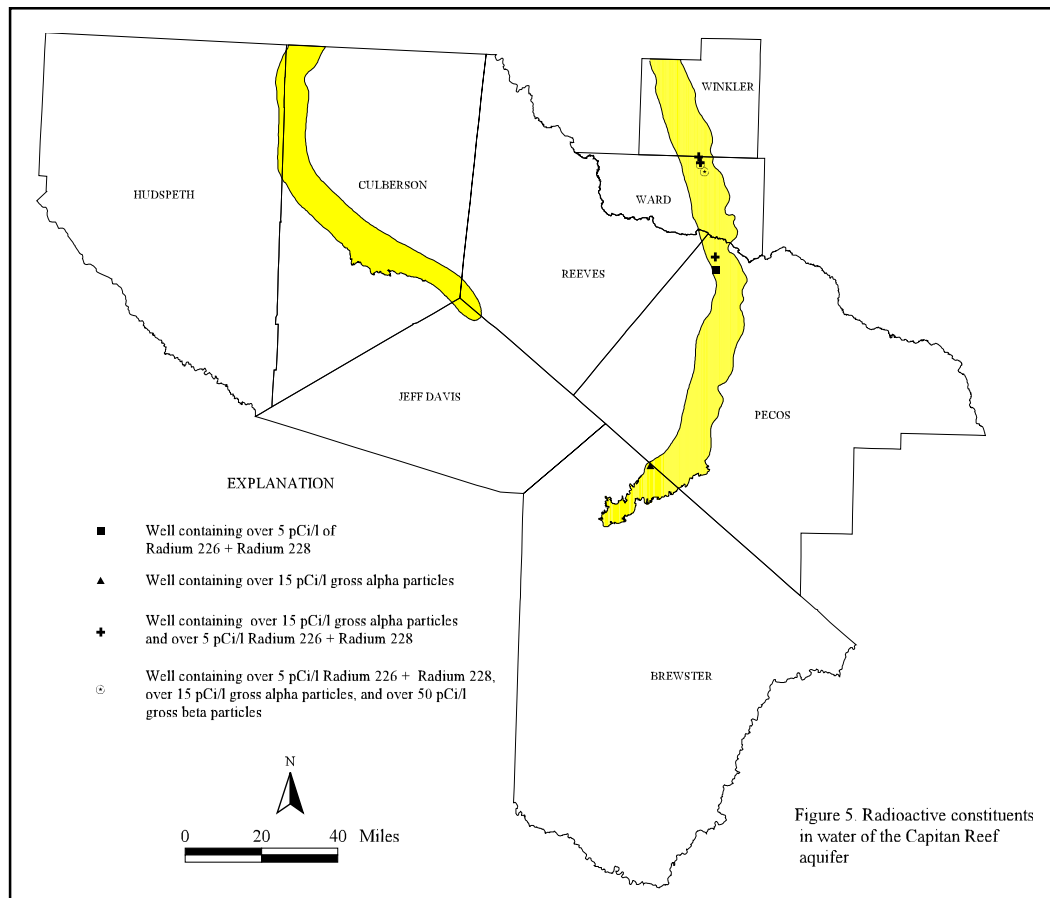 WINKLER
HUDSPETH
CULBERSON
WARD
REEVES
JEFF DAVIS
PECOS
BREWSTER
EXPLANATION
Well containing over 5 pCi/l of
Radium 226 + Radium 228
Well containing over 15 pCi/l gross alpha particles
Well containing over 15 pCi/l gross alpha particles
and over 5 pCi/l Radium 226 + Radium 228
Well containing over 5 pCi/l Radium 226 + Radium 228,
over 15 pCi/l gross alpha particles, and over 50 pCi/l
gross beta particles
N
0 20 40 Miles
Figure 5. Radioactive constituents
in water of the Capitan Reef
aquifer